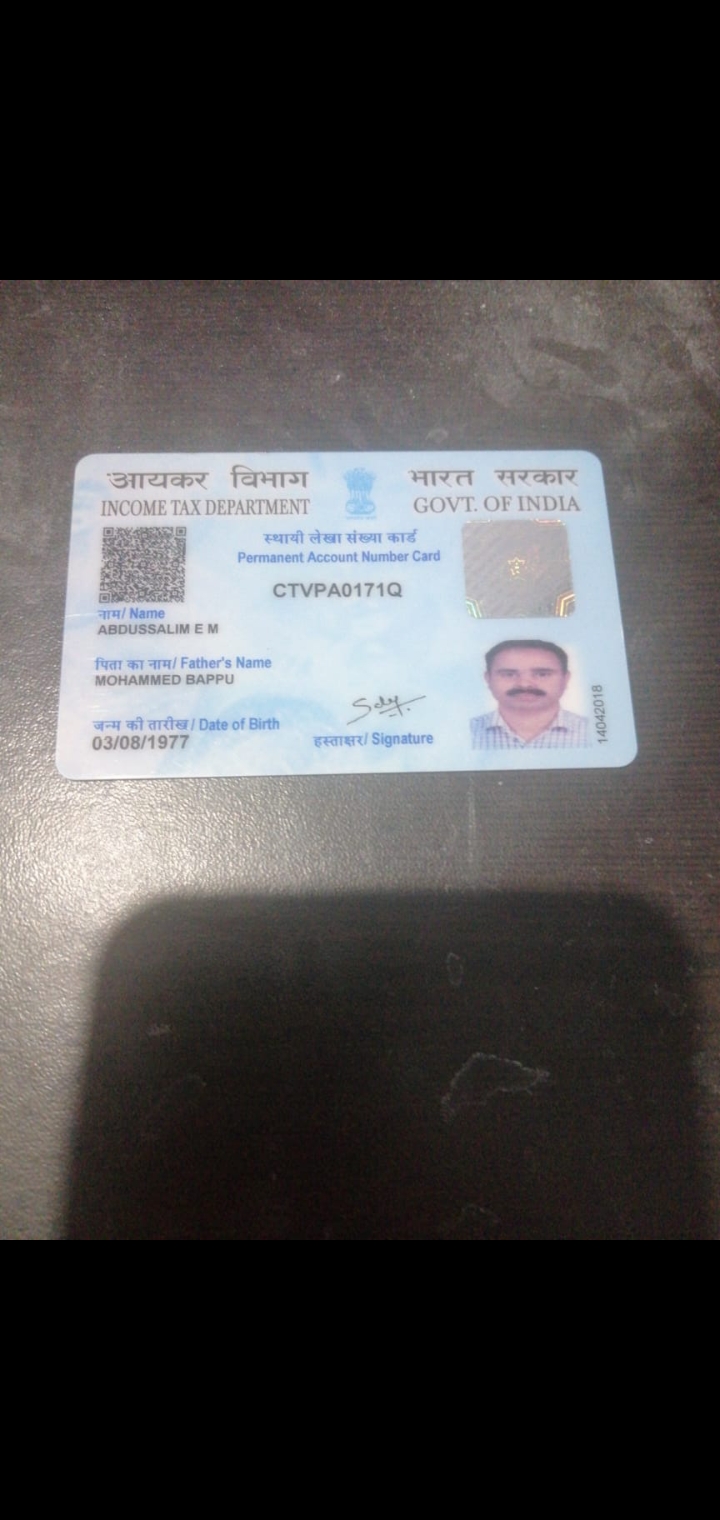 आयकर विभाग
INCOME TAX DEPARTMENT
भारत सरकार
GOVT. OF INDIA
स्थायी लेखा संख्या कार्ड
Permanent Account Number Card
CTVPA0171Q
नाम/ Name
ABDUSSALIM E M
पिता का नाम/ Father's Name
MOHAMMED BAPPU
जन्म की तारीख/ Date of Birth
03/08/1977
हस्ताक्षर/ Signature
14042018